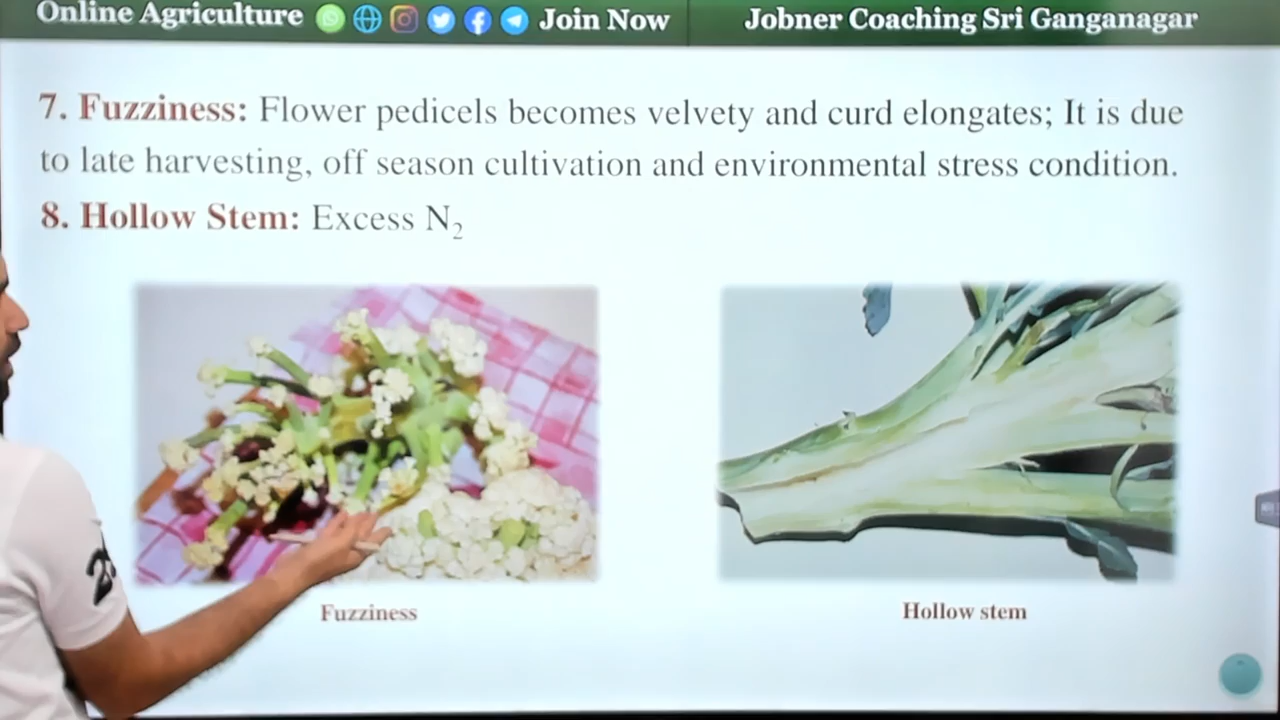 Online Agriculture Join Now Jobner Coaching Sri Ganganagar
7. Fuzziness: Flower pedicels becomes velvety and curd elongates; It is due
to late harvesting, off season cultivation and environmental stress condition.
8. Hollow Stem: Excess N₂
Fuzziness Hollow stem